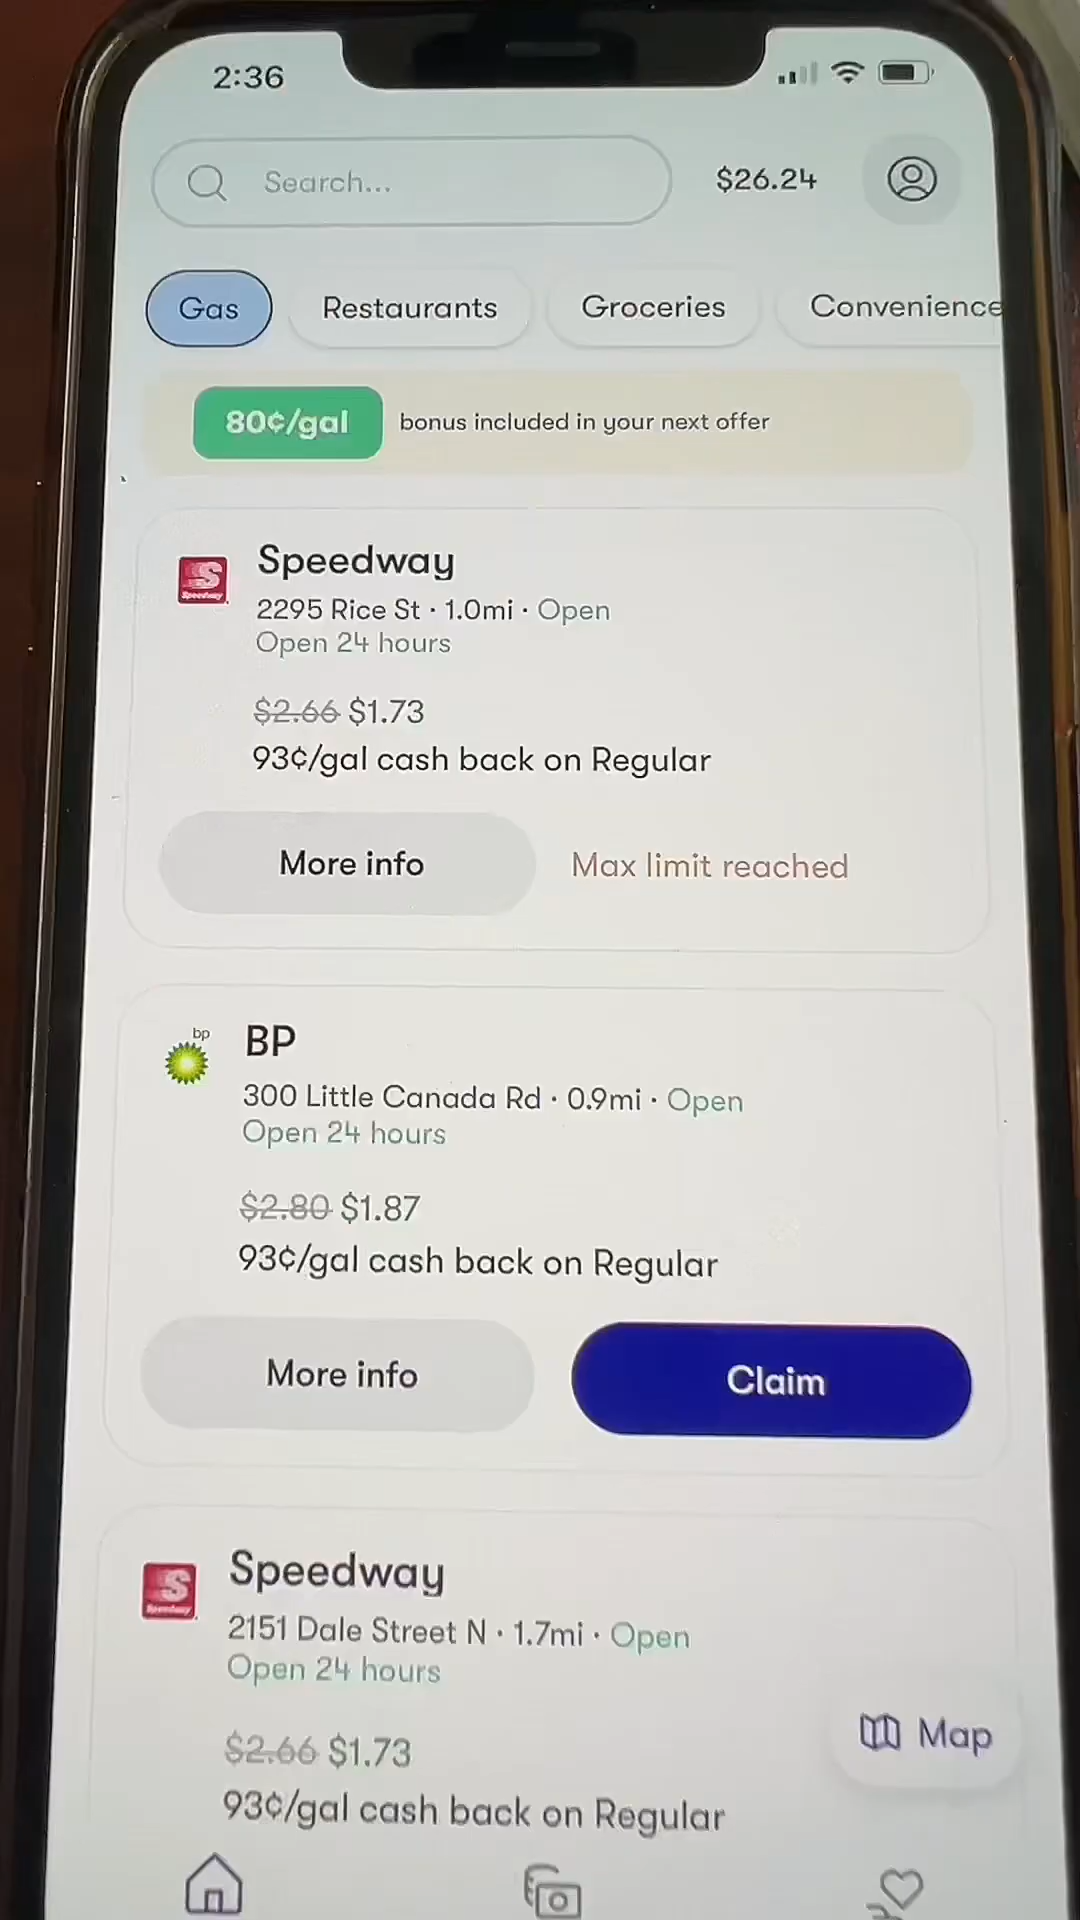 2:36
Search...
$26.24
Gas
Restaurants
Groceries
Convenience
80¢/gal
bonus included in your next offer
Speedway
Speedway
2295 Rice St · 1.0mi · Open
Open 24 hours
$2.66 $1.73
93¢/gal cash back on Regular
More info
Max limit reached
bp
BP
300 Little Canada Rd · 0.9mi · Open
Open 24 hours
$2.80 $1.87
93¢/gal cash back on Regular
More info
Claim
Speedway
Speedway
2151 Dale Street N · 1.7mi · Open
Open 24 hours
$2.66 $1.73
93¢/gal cash back on Regular
Map